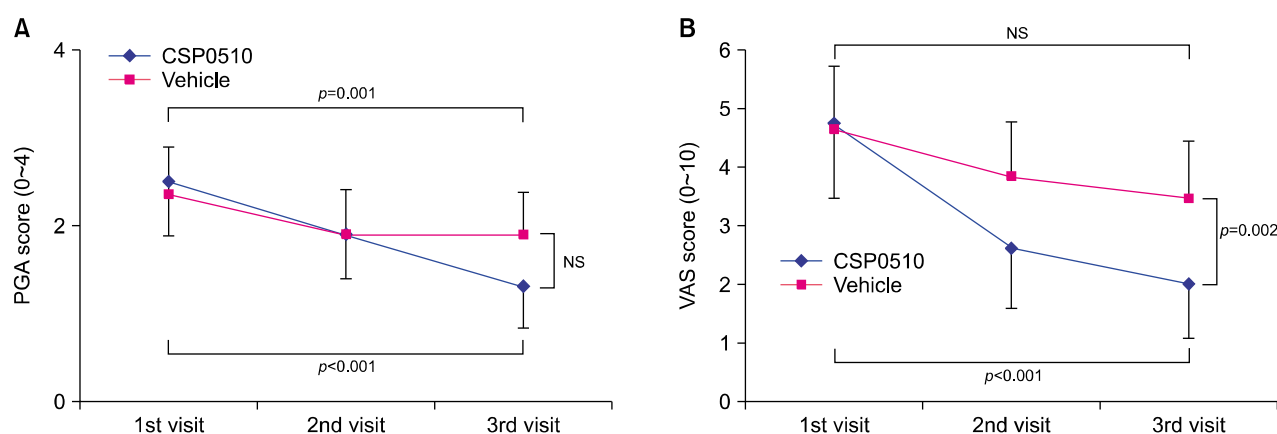 A
PGA score (0~4)
4
2
0
CSP0510
Vehicle
p=0.001
NS
p<0.001
1st visit
2nd visit
3rd visit
B
VAS score (0~10)
6
5
4
3
2
1
0
NS
CSP0510
Vehicle
p=0.002
p<0.001
1st visit
2nd visit
3rd visit